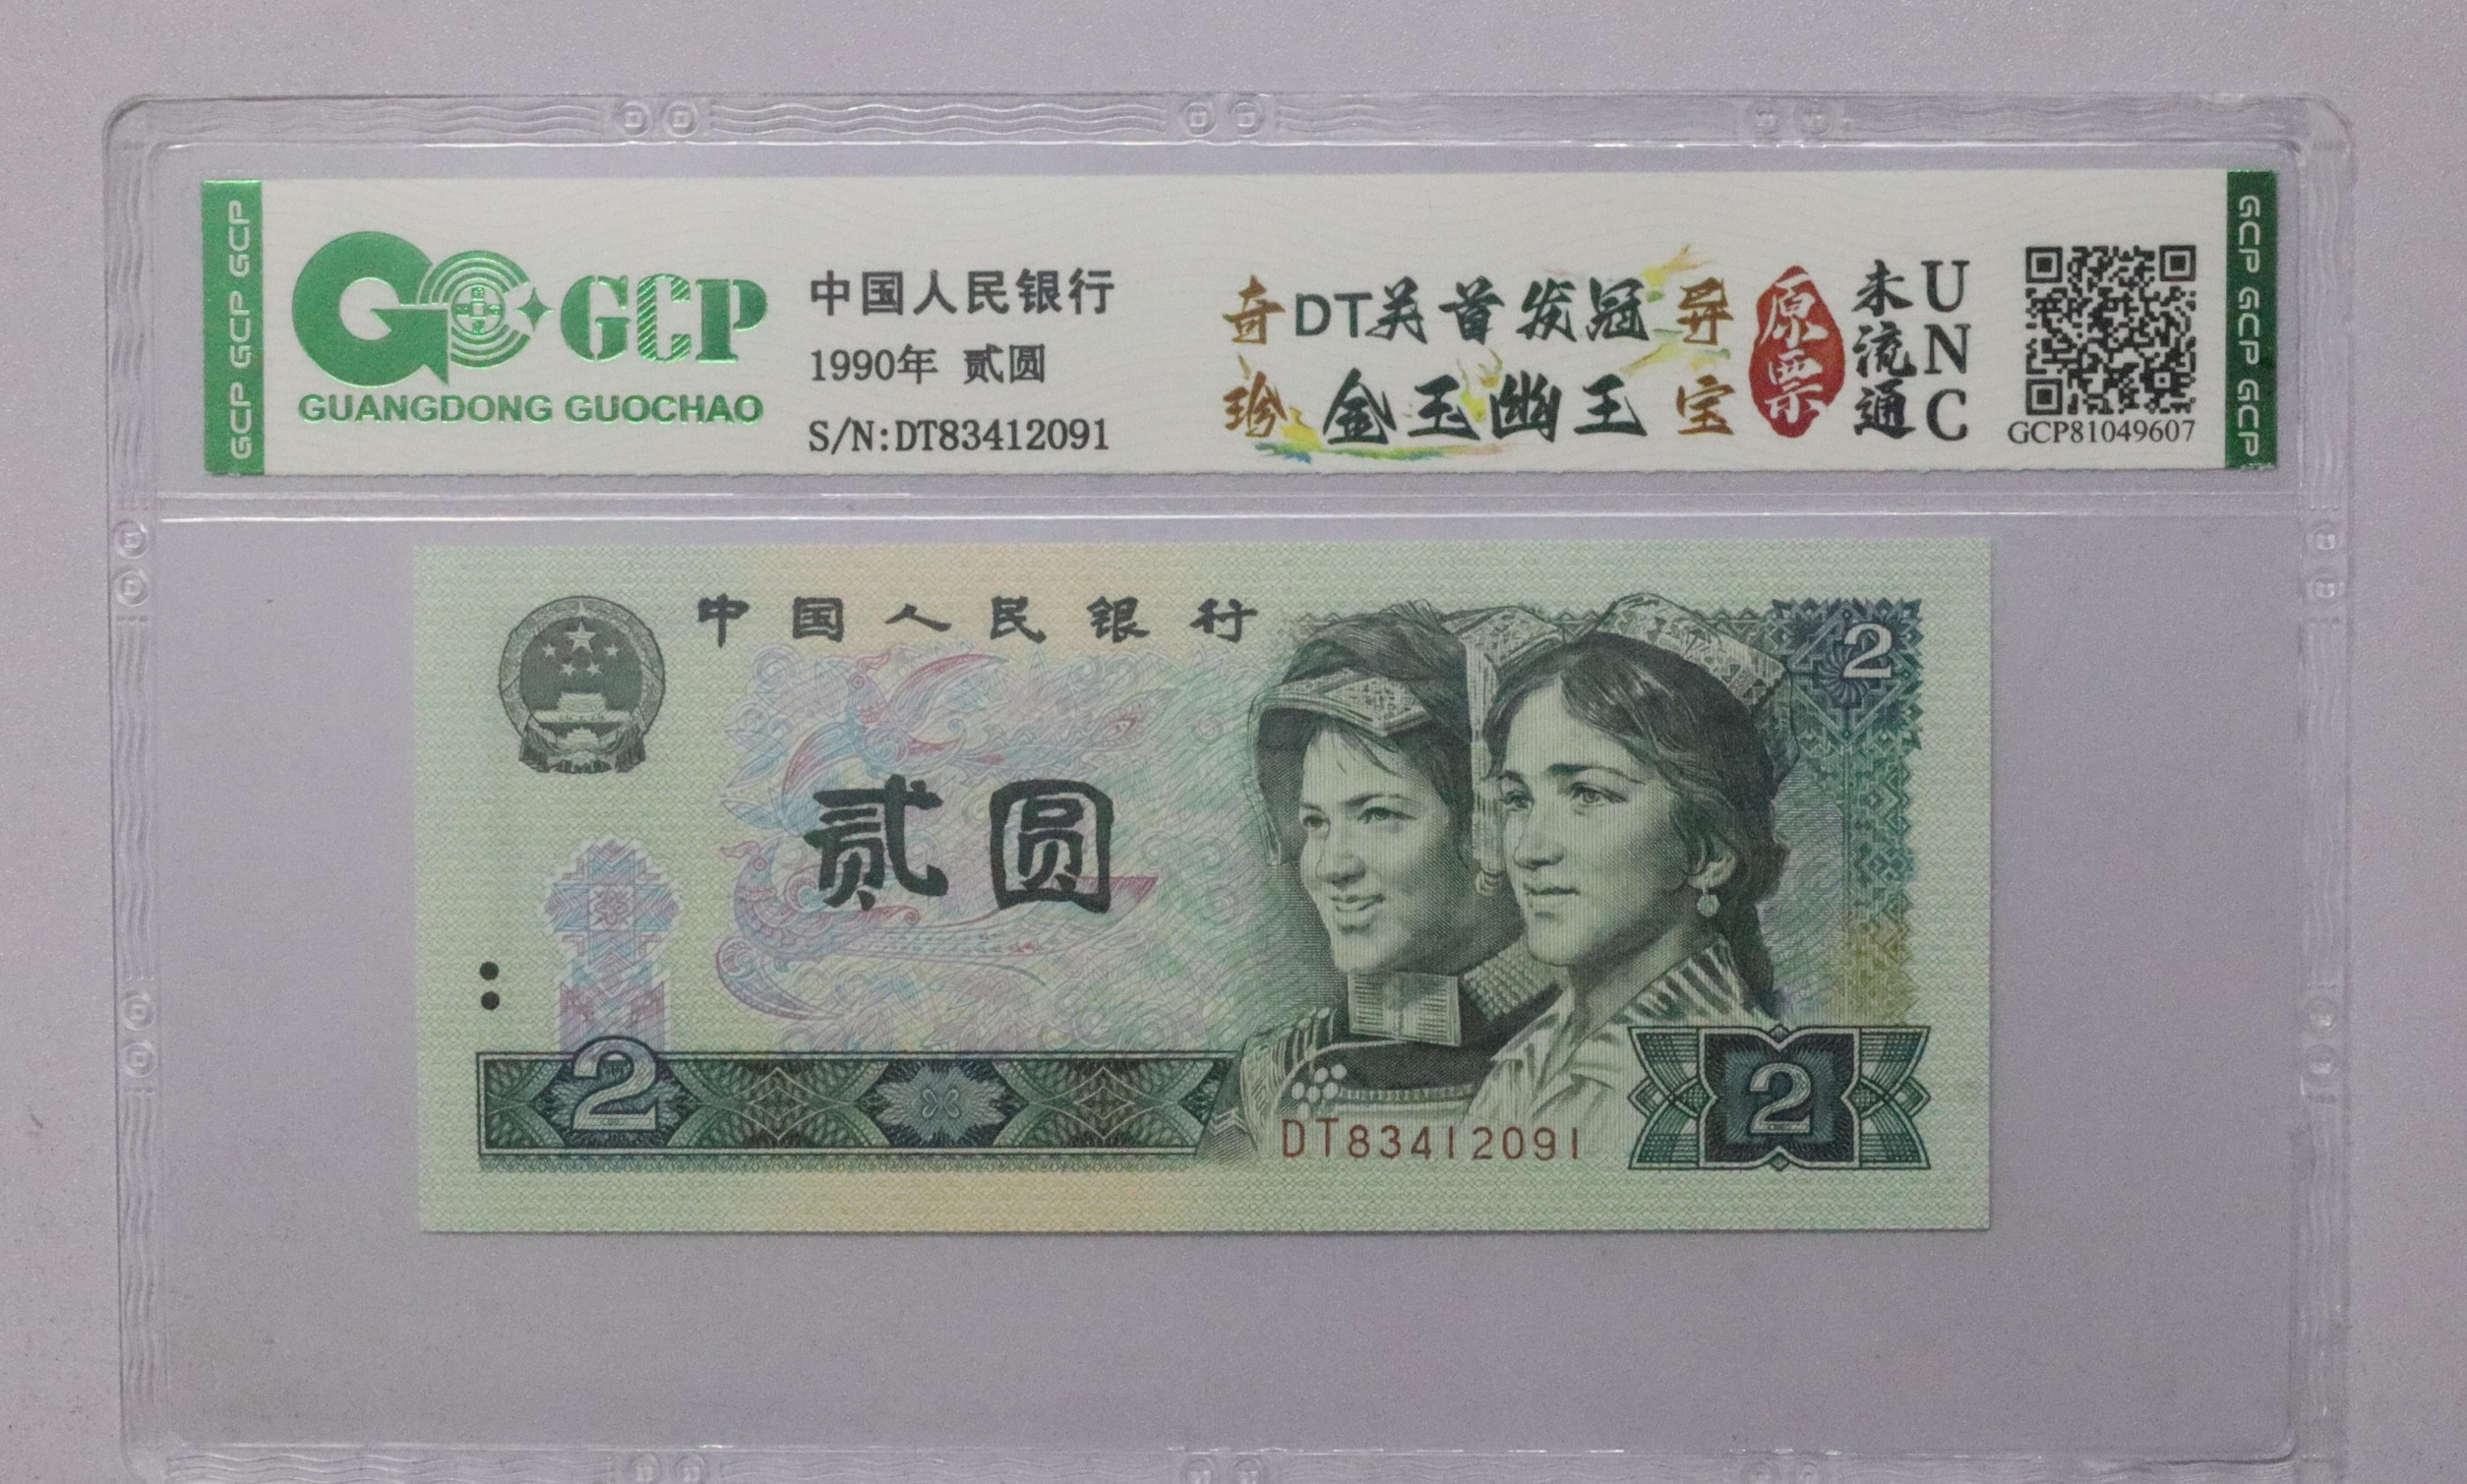 GCP GCP GCP
GCP
GUANGDONG GUOCHAO
中国人民银行
1990年 贰圆
S/N:DT83412091
奇珍
DT关首发冠
金玉幽王
异宝
原票
未流通
UNC
GCP81049607
GCP GCP GCP
中国人民银行
2
贰圆
2
DT83412091
2